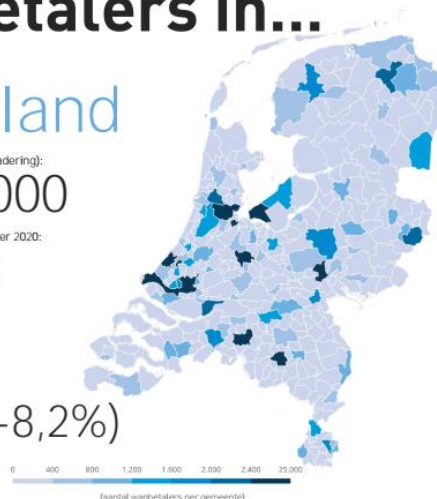 etalers in...
land
adering):
000
er 2020:
-8,2%)
0 400 800 1.200 1.600 2.000 2.400 25.000
(aantal wanbetalers per gemeente)